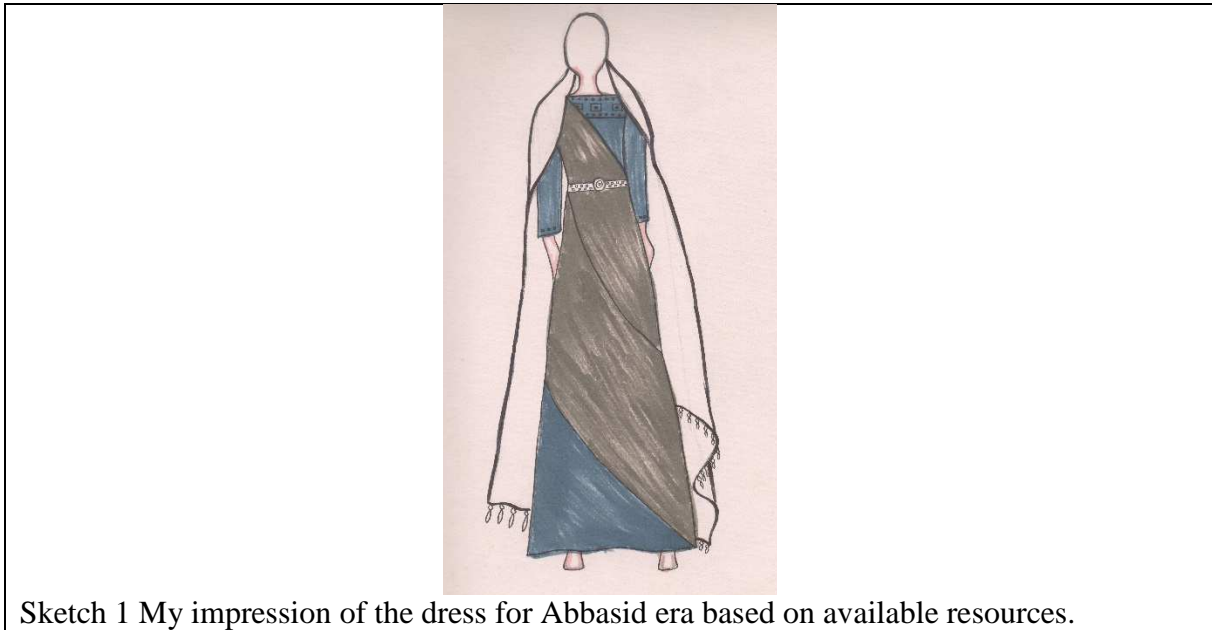 Sketch 1 My impression of the dress for Abbasid era based on available resources.